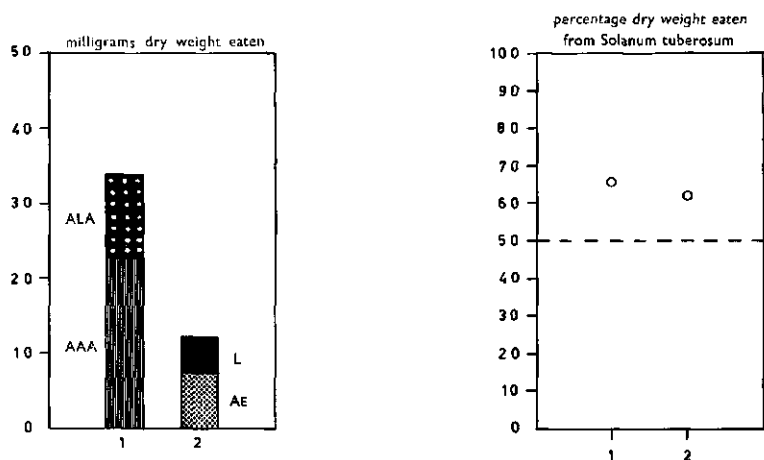 milligrams dry weight eaten
50
40
30
20
10
0
ALA
AAA
L
AE
1 2
percentage dry weight eaten
from Solanum tuberosum
100
90
80
70
60
50
40
30
20
10
0
1 2